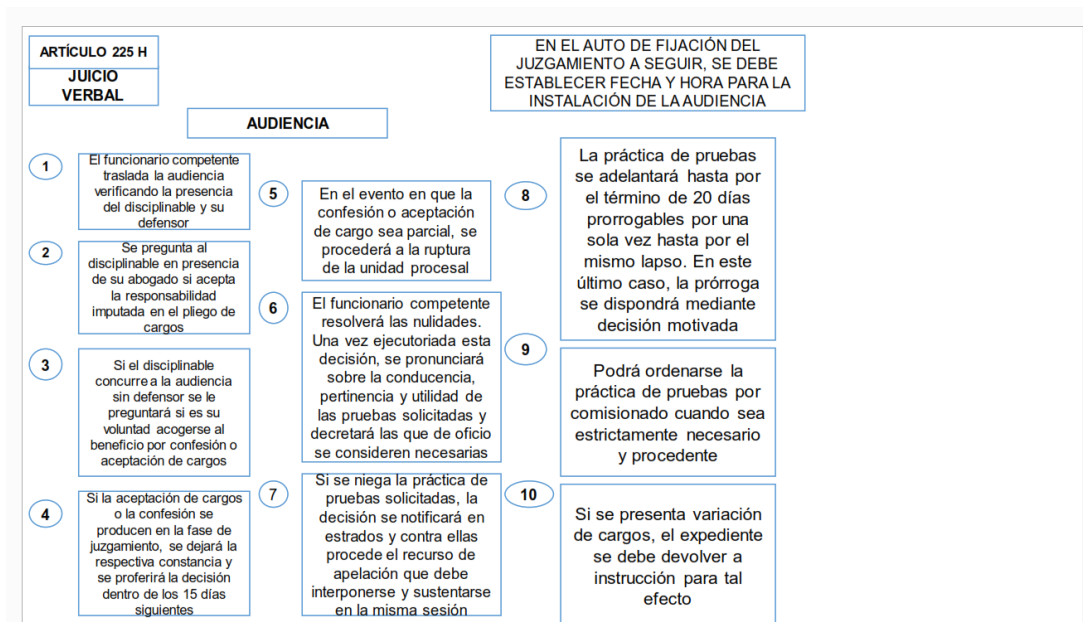 ARTÍCULO 225 H
JUICIO
VERBAL
EN EL AUTO DE FIJACIÓN DEL
JUZGAMIENTO A SEGUIR, SE DEBE
ESTABLECER FECHA Y HORA PARA LA
INSTALACIÓN DE LA AUDIENCIA
AUDIENCIA
1
El funcionario competente
traslada la audiencia
verificando la presencia
del disciplinable y su
defensor
2
Se pregunta al
disciplinable en presencia
de su abogado si acepta
la responsabilidad
imputada en el pliego de
cargos
3
Si el disciplinable
concurre a la audiencia
sin defensor se le
preguntará si es su
voluntad acogerse al
beneficio por confesión o
aceptación de cargos
4
Si la aceptación de cargos
o la confesión se
producen en la fase de
juzgamiento, se dejará la
respectiva constancia y
se proferirá la decisión
dentro de los 15 días
siguientes
5
En el evento en que la
confesión o aceptación
de cargo sea parcial, se
procederá a la ruptura
de la unidad procesal
6
El funcionario competente
resolverá las nulidades.
Una vez ejecutoriada esta
decisión, se pronunciará
sobre la conducencia,
pertinencia y utilidad de
las pruebas solicitadas y
decretará las que de oficio
se consideren necesarias
7
Si se niega la práctica de
pruebas solicitadas, la
decisión se notificará en
estrados y contra ellas
procede el recurso de
apelación que debe
interponerse y sustentarse
en la misma sesión
8
La práctica de pruebas
se adelantará hasta por
el término de 20 días
prorrogables por una
sola vez hasta por el
mismo lapso. En este
último caso, la prórroga
se dispondrá mediante
decisión motivada
9
Podrá ordenarse la
práctica de pruebas por
comisionado cuando sea
estrictamente necesario
y procedente
10
Si se presenta variación
de cargos, el expediente
se debe devolver a
instrucción para tal
efecto